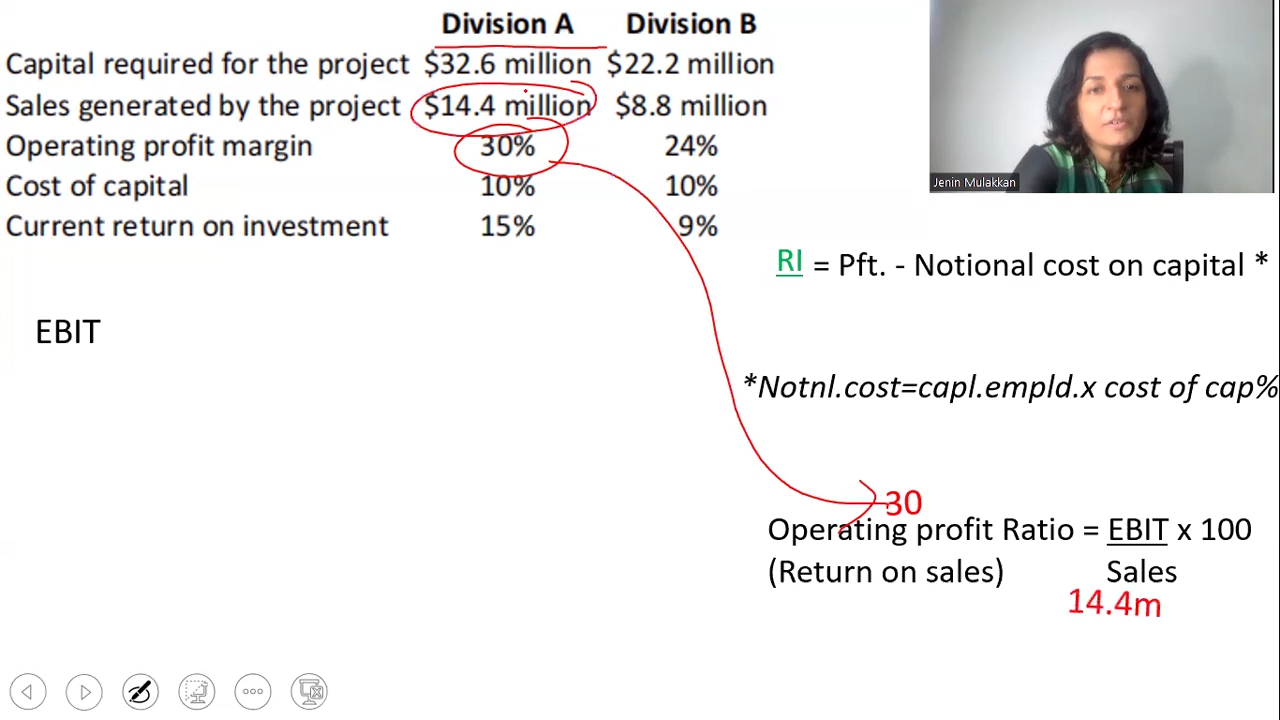 Division A Division B
Capital required for the project $32.6 million $22.2 million
Sales generated by the project $14.4 million $8.8 million
Operating profit margin 30% 24%
Cost of capital 10% 10%
Current return on investment 15% 9%
Jenin Mulakkan
RI = Pft. - Notional cost on capital *
EBIT
*Notnl.cost=capl.empld.x cost of cap%
30
Operating profit Ratio = EBIT x 100
(Return on sales) Sales
14.4m